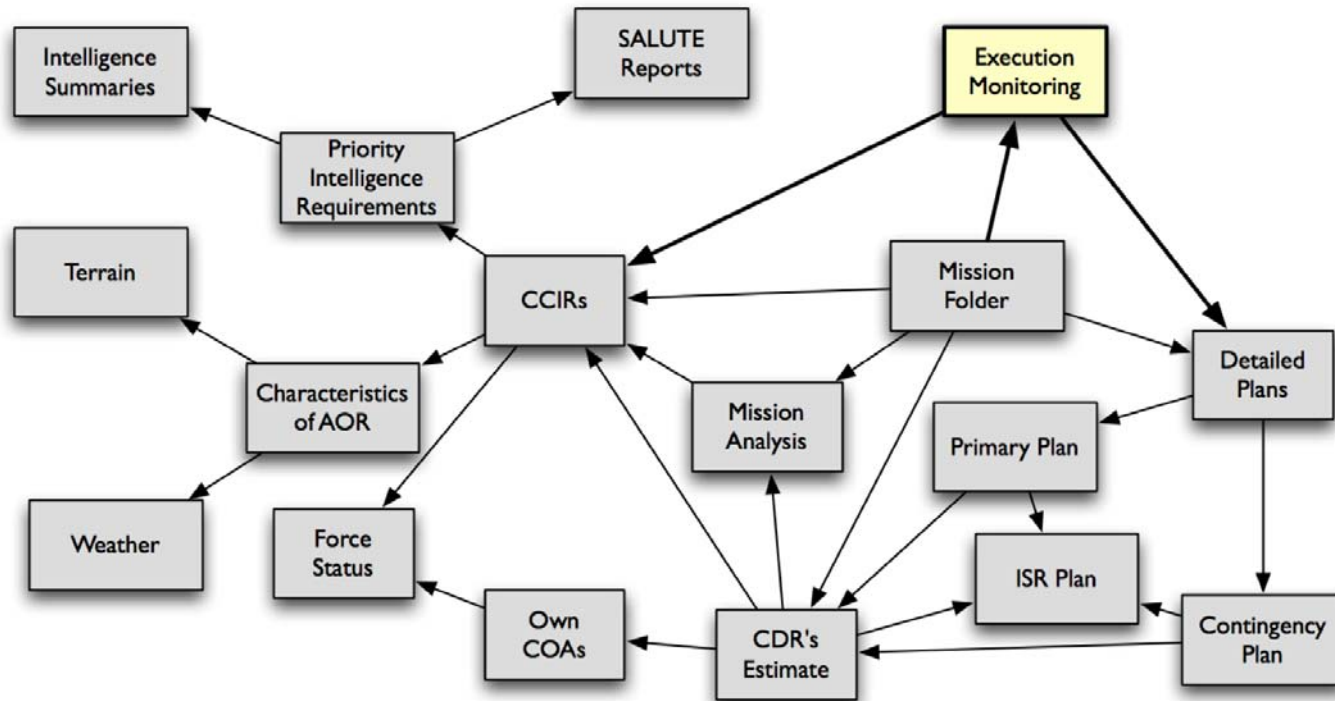 Intelligence
Summaries
SALUTE
Reports
Execution
Monitoring
Priority
Intelligence
Requirements
Terrain
CCIRs
Mission
Folder
Characteristics
of AOR
Mission
Analysis
Detailed
Plans
Primary Plan
Weather
Force
Status
ISR Plan
Own
COAs
CDR's
Estimate
Contingency
Plan